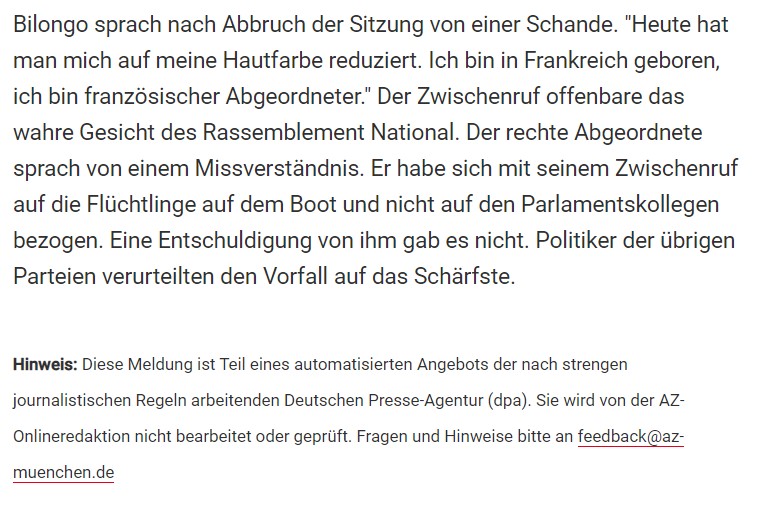 Bilongo sprach nach Abbruch der Sitzung von einer Schande. "Heute hat
man mich auf meine Hautfarbe reduziert. Ich bin in Frankreich geboren,
ich bin französischer Abgeordneter." Der Zwischenruf offenbare das
wahre Gesicht des Rassemblement National. Der rechte Abgeordnete
sprach von einem Missverständnis. Er habe sich mit seinem Zwischenruf
auf die Flüchtlinge auf dem Boot und nicht auf den Parlamentskollegen
bezogen. Eine Entschuldigung von ihm gab es nicht. Politiker der übrigen
Parteien verurteilten den Vorfall auf das Schärfste.
Hinweis: Diese Meldung ist Teil eines automatisierten Angebots der nach strengen
journalistischen Regeln arbeitenden Deutschen Presse-Agentur (dpa). Sie wird von der AZ-
Onlineredaktion nicht bearbeitet oder geprüft. Fragen und Hinweise bitte an feedback@az-
muenchen.de